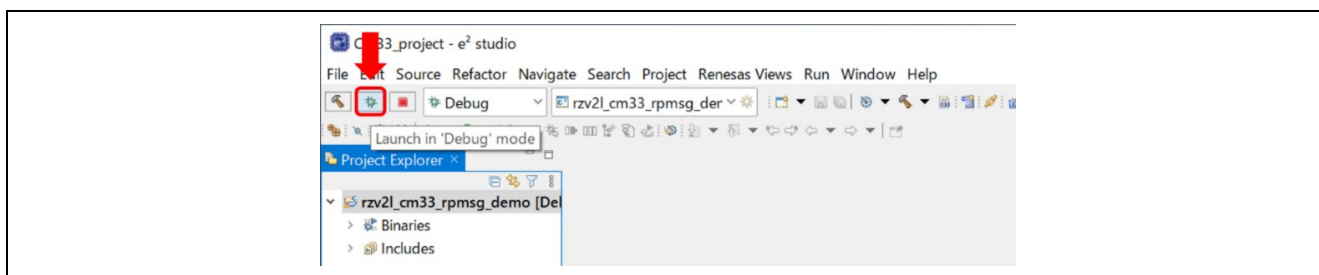 33_project - e² studio
File Edit Source Refactor Navigate Search Project Renesas Views Run Window Help
Debug rzv2l_cm33_rpmsg_der
Launch in 'Debug' mode
Project Explorer
rzv2l_cm33_rpmsg_demo [Del
Binaries
Includes